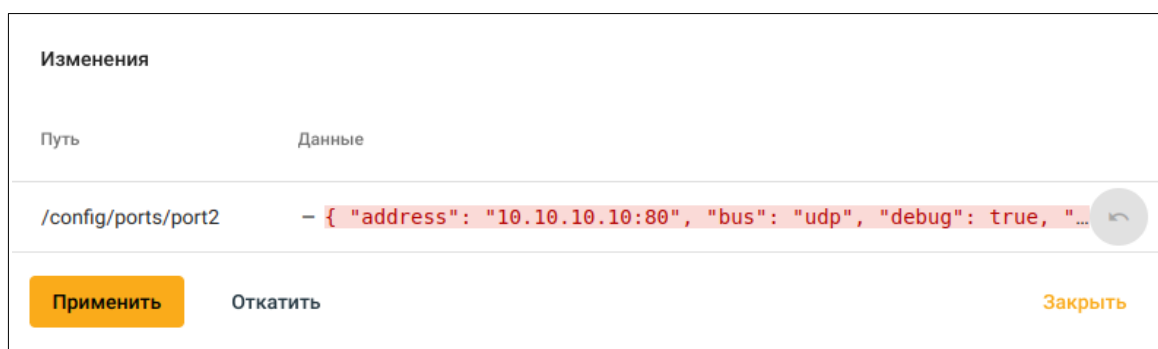 Изменения
Путь Данные
/config/ports/port2 – { "address": "10.10.10.10:80", "bus": "udp", "debug": true, "…
Применить Откатить Закрыть